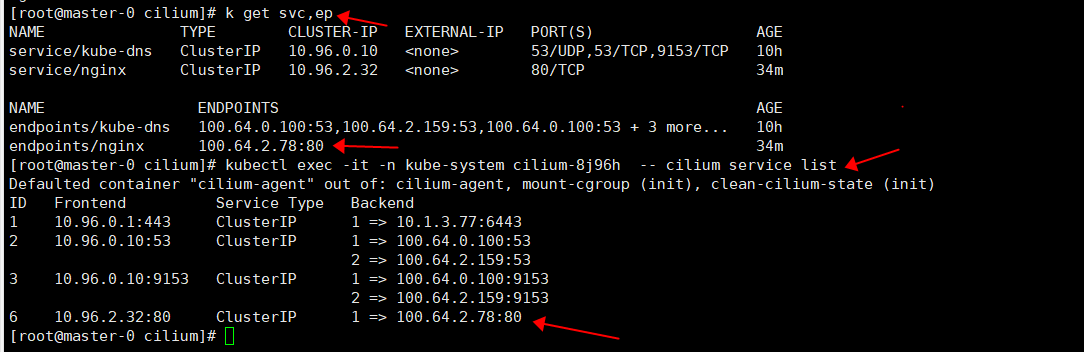 [root@master-0 cilium]# k get svc,ep
NAME TYPE CLUSTER-IP EXTERNAL-IP PORT(S) AGE
service/kube-dns ClusterIP 10.96.0.10 <none> 53/UDP,53/TCP,9153/TCP 10h
service/nginx ClusterIP 10.96.2.32 <none> 80/TCP 34m
NAME ENDPOINTS AGE
endpoints/kube-dns 100.64.0.100:53,100.64.2.159:53,100.64.0.100:53 + 3 more... 10h
endpoints/nginx 100.64.2.78:80 34m
[root@master-0 cilium]# kubectl exec -it -n kube-system cilium-8j96h -- cilium service list
Defaulted container "cilium-agent" out of: cilium-agent, mount-cgroup (init), clean-cilium-state (init)
ID Frontend Service Type Backend
1 10.96.0.1:443 ClusterIP 1 => 10.1.3.77:6443
2 10.96.0.10:53 ClusterIP 1 => 100.64.0.100:53
2 => 100.64.2.159:53
3 10.96.0.10:9153 ClusterIP 1 => 100.64.0.100:9153
2 => 100.64.2.159:9153
6 10.96.2.32:80 ClusterIP 1 => 100.64.2.78:80
[root@master-0 cilium]#